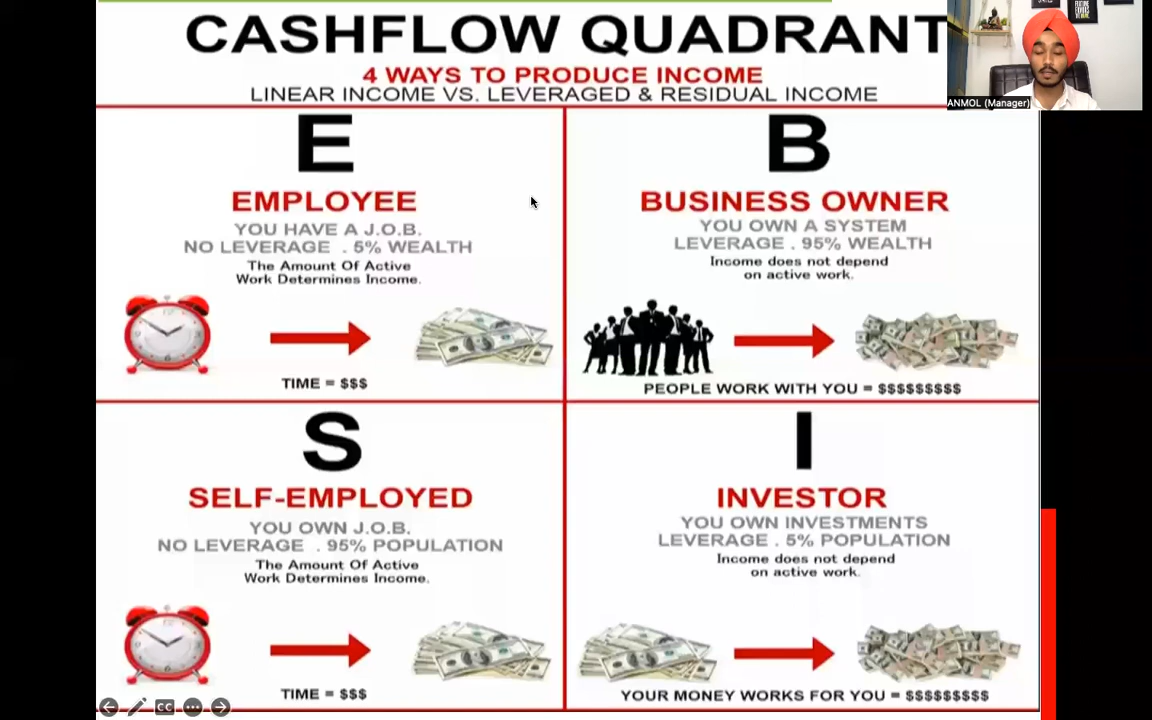 CASHFLOW QUADRANT
4 WAYS TO PRODUCE INCOME
LINEAR INCOME VS. LEVERAGED & RESIDUAL INCOME
ANMOL (Manager)
E
EMPLOYEE
YOU HAVE A J.O.B.
NO LEVERAGE . 5% WEALTH
The Amount Of Active
Work Determines Income.
TIME = $$$
B
BUSINESS OWNER
YOU OWN A SYSTEM
LEVERAGE . 95% WEALTH
Income does not depend
on active work.
PEOPLE WORK WITH YOU = $$$$$$$$$
S
SELF-EMPLOYED
YOU OWN J.O.B.
NO LEVERAGE . 95% POPULATION
The Amount Of Active
Work Determines Income.
TIME = $$$
I
INVESTOR
YOU OWN INVESTMENTS
LEVERAGE . 5% POPULATION
Income does not depend
on active work.
YOUR MONEY WORKS FOR YOU = $$$$$$$$$
CC